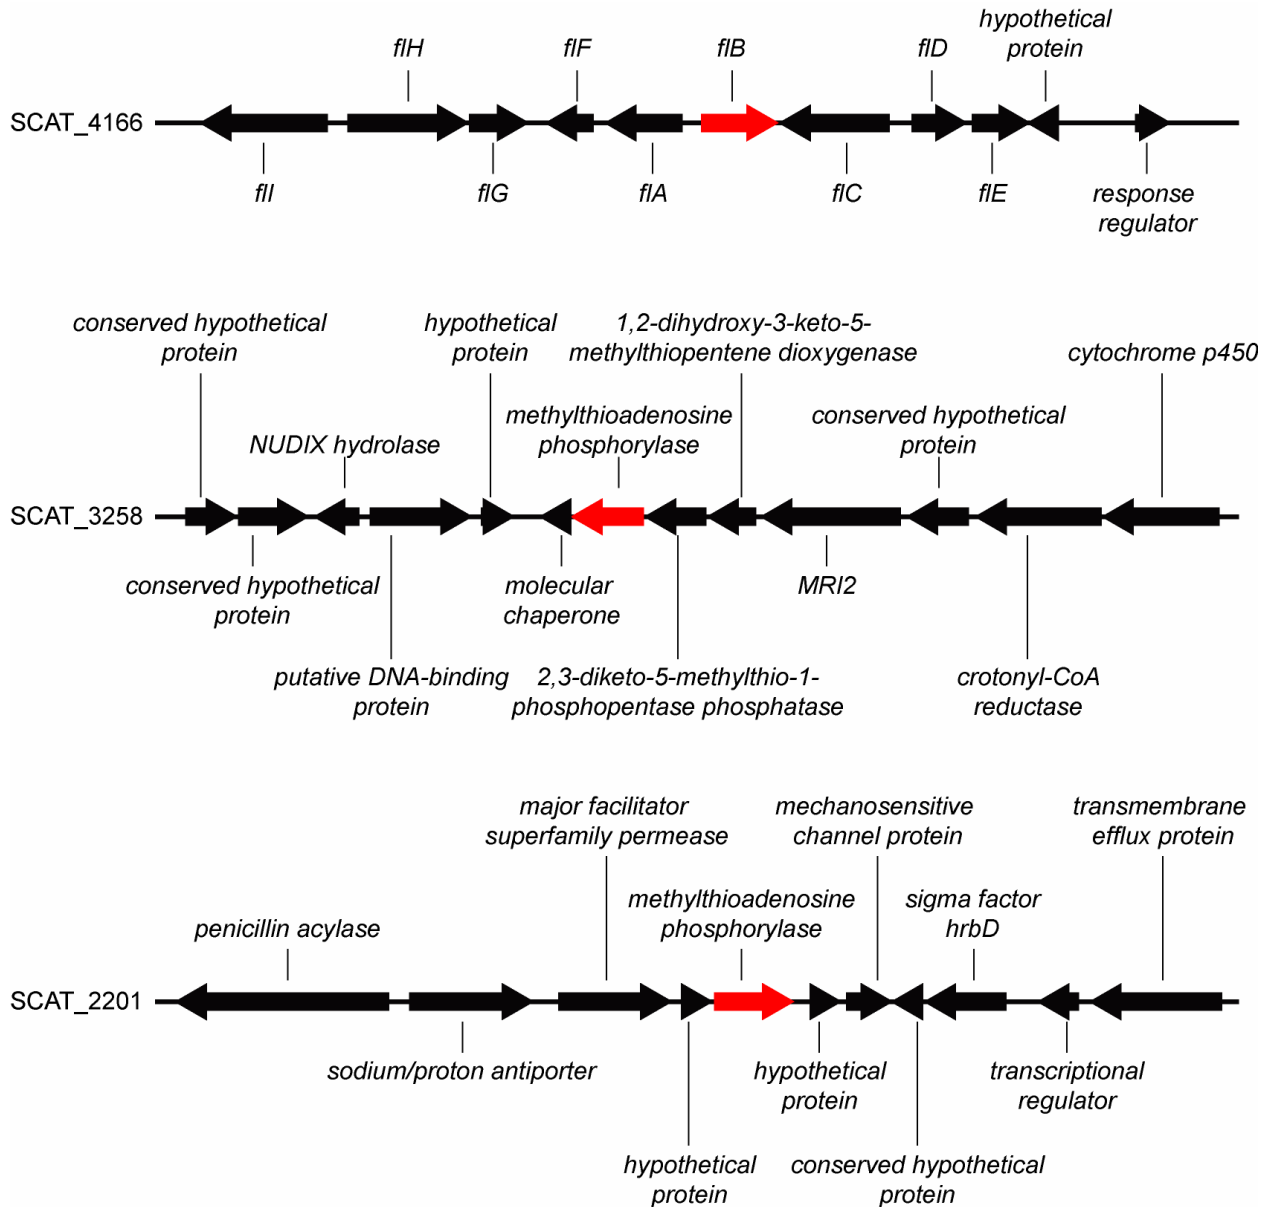 hypothetical
protein
flH
flF
flB
flD
SCAT_4166
flI
flG
flA
flC
flE
response
regulator
conserved hypothetical
protein
hypothetical
protein
1,2-dihydroxy-3-keto-5-
methylthiopentene dioxygenase
cytochrome p450
NUDIX hydrolase
methylthioadenosine
phosphorylase
conserved hypothetical
protein
SCAT_3258
conserved hypothetical
protein
molecular
chaperone
MRI2
putative DNA-binding
protein
2,3-diketo-5-methylthio-1-
phosphopentase phosphatase
crotonyl-CoA
reductase
major facilitator
superfamily permease
mechanosensitive
channel protein
transmembrane
efflux protein
penicillin acylase
methylthioadenosine
phosphorylase
sigma factor
hrbD
SCAT_2201
sodium/proton antiporter
hypothetical
protein
transcriptional
regulator
hypothetical
protein
conserved hypothetical
protein